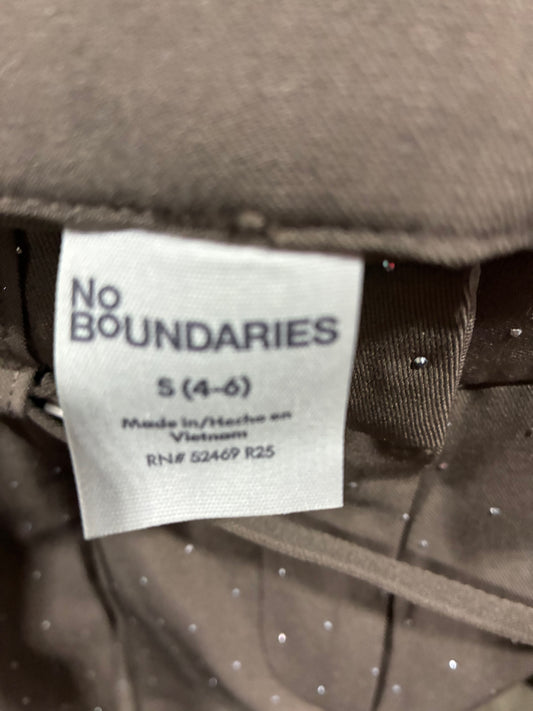 No
BoUNDARIES
S (4-6)
Made in/Hecho en
Vietnam
RN# 52469 R25